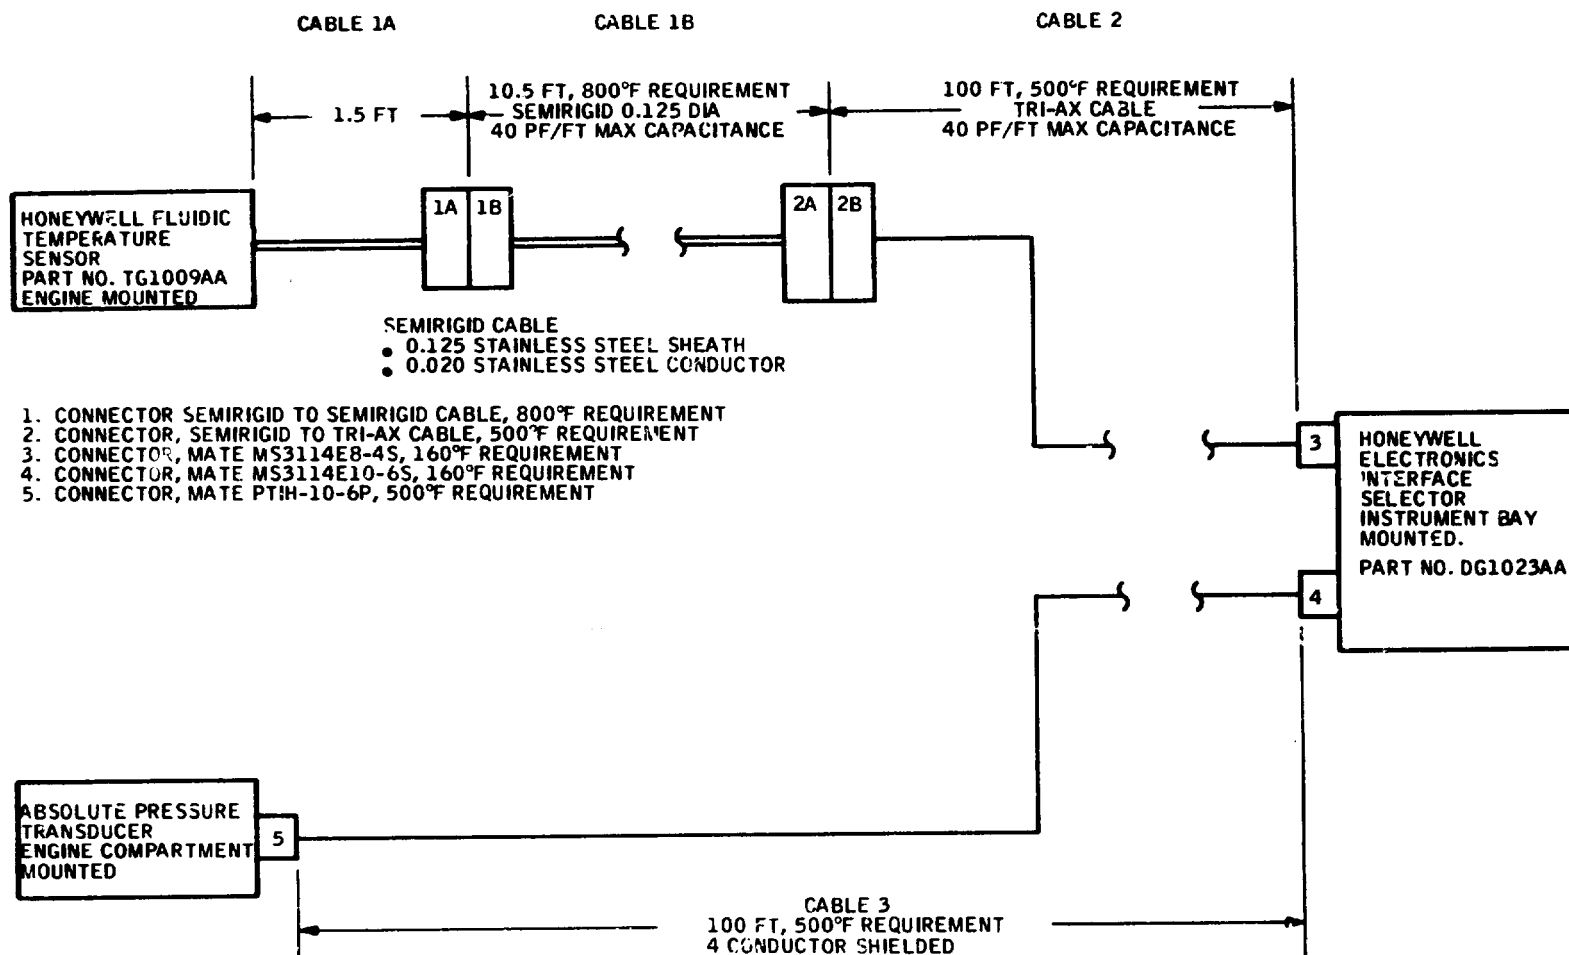 CABLE 1A
CABLE 1B
CABLE 2
1.5 FT
10.5 FT, 800°F REQUIREMENT
SEMIRIGID 0.125 DIA
40 PF/FT MAX CAPACITANCE
100 FT, 500°F REQUIREMENT
TRI-AX CABLE
40 PF/FT MAX CAPACITANCE
HONEYWELL FLUIDIC
TEMPERATURE
SENSOR
PART NO. TG1009AA
ENGINE MOUNTED
1A
1B
2A
2B
SEMIRIGID CABLE
• 0.125 STAINLESS STEEL SHEATH
• 0.020 STAINLESS STEEL CONDUCTOR
1. CONNECTOR SEMIRIGID TO SEMIRIGID CABLE, 800°F REQUIREMENT
2. CONNECTOR, SEMIRIGID TO TRI-AX CABLE, 500°F REQUIREMENT
3. CONNECTOR, MATE MS3114E8-4S, 160°F REQUIREMENT
4. CONNECTOR, MATE MS3114E10-6S, 160°F REQUIREMENT
5. CONNECTOR, MATE PTIH-10-6P, 500°F REQUIREMENT
3
HONEYWELL
ELECTRONICS
INTERFACE
SELECTOR
INSTRUMENT BAY
MOUNTED.
PART NO. DG1023AA
4
ABSOLUTE PRESSURE
TRANSDUCER
ENGINE COMPARTMENT
MOUNTED
5
CABLE 3
100 FT, 500°F REQUIREMENT
4 CONDUCTOR SHIELDED